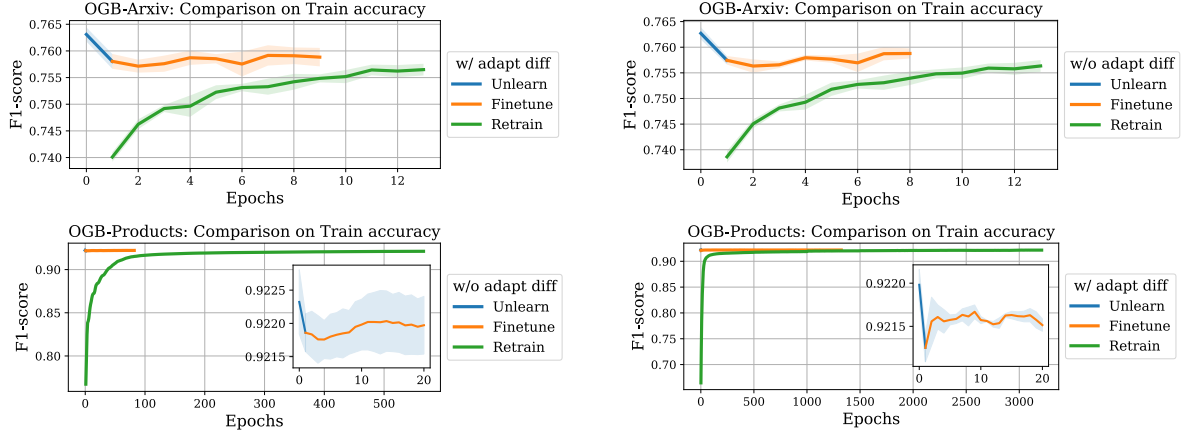 OGB-Arxiv: Comparison on Train accuracy
0.765
0.760
0.755
0.750
0.745
0.740
F1-score
0 2 4 6 8 10 12
Epochs
w/ adapt diff
Unlearn
Finetune
Retrain
OGB-Arxiv: Comparison on Train accuracy
0.765
0.760
0.755
0.750
0.745
0.740
F1-score
0 2 4 6 8 10 12
Epochs
w/o adapt diff
Unlearn
Finetune
Retrain
OGB-Products: Comparison on Train accuracy
0.90
0.85
0.80
F1-score
0.9225
0.9220
0.9215
0 10 20
0 100 200 300 400 500
Epochs
w/o adapt diff
Unlearn
Finetune
Retrain
OGB-Products: Comparison on Train accuracy
0.90
0.85
0.80
0.75
0.70
F1-score
0.9220
0.9215
0 10 20
0 500 1000 1500 2000 2500 3000
Epochs
w/ adapt diff
Unlearn
Finetune
Retrain